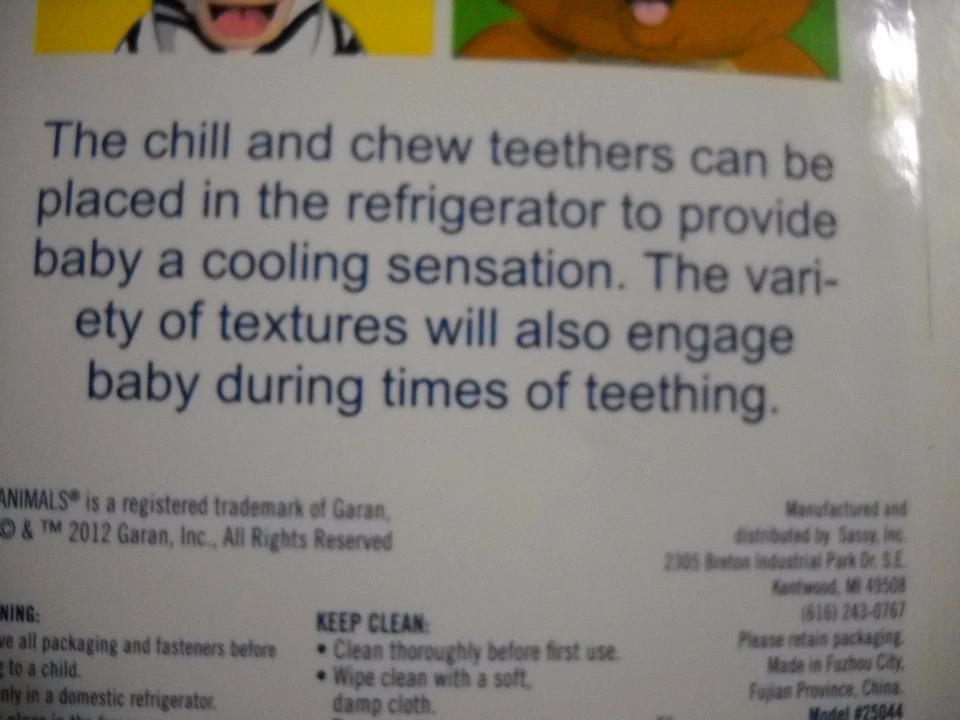 The chill and chew teethers can be
placed in the refrigerator to provide
baby a cooling sensation. The vari-
ety of textures will also engage
baby during times of teething.
ANIMALS® is a registered trademark of Garan,
© & ™ 2012 Garan, Inc., All Rights Reserved
Manufactured and
distributed by Sassy, Inc.
2305 Breton Industrial Park Dr. S.E.
Kentwood, MI 49508
(616) 243-0767
Please retain packaging.
Made in Fuzhou City,
Fujian Province, China.
Model #25044
NING:
ve all packaging and fasteners before
to a child.
nly in a domestic refrigerator.
KEEP CLEAN:
• Clean thoroughly before first use.
• Wipe clean with a soft,
damp cloth.